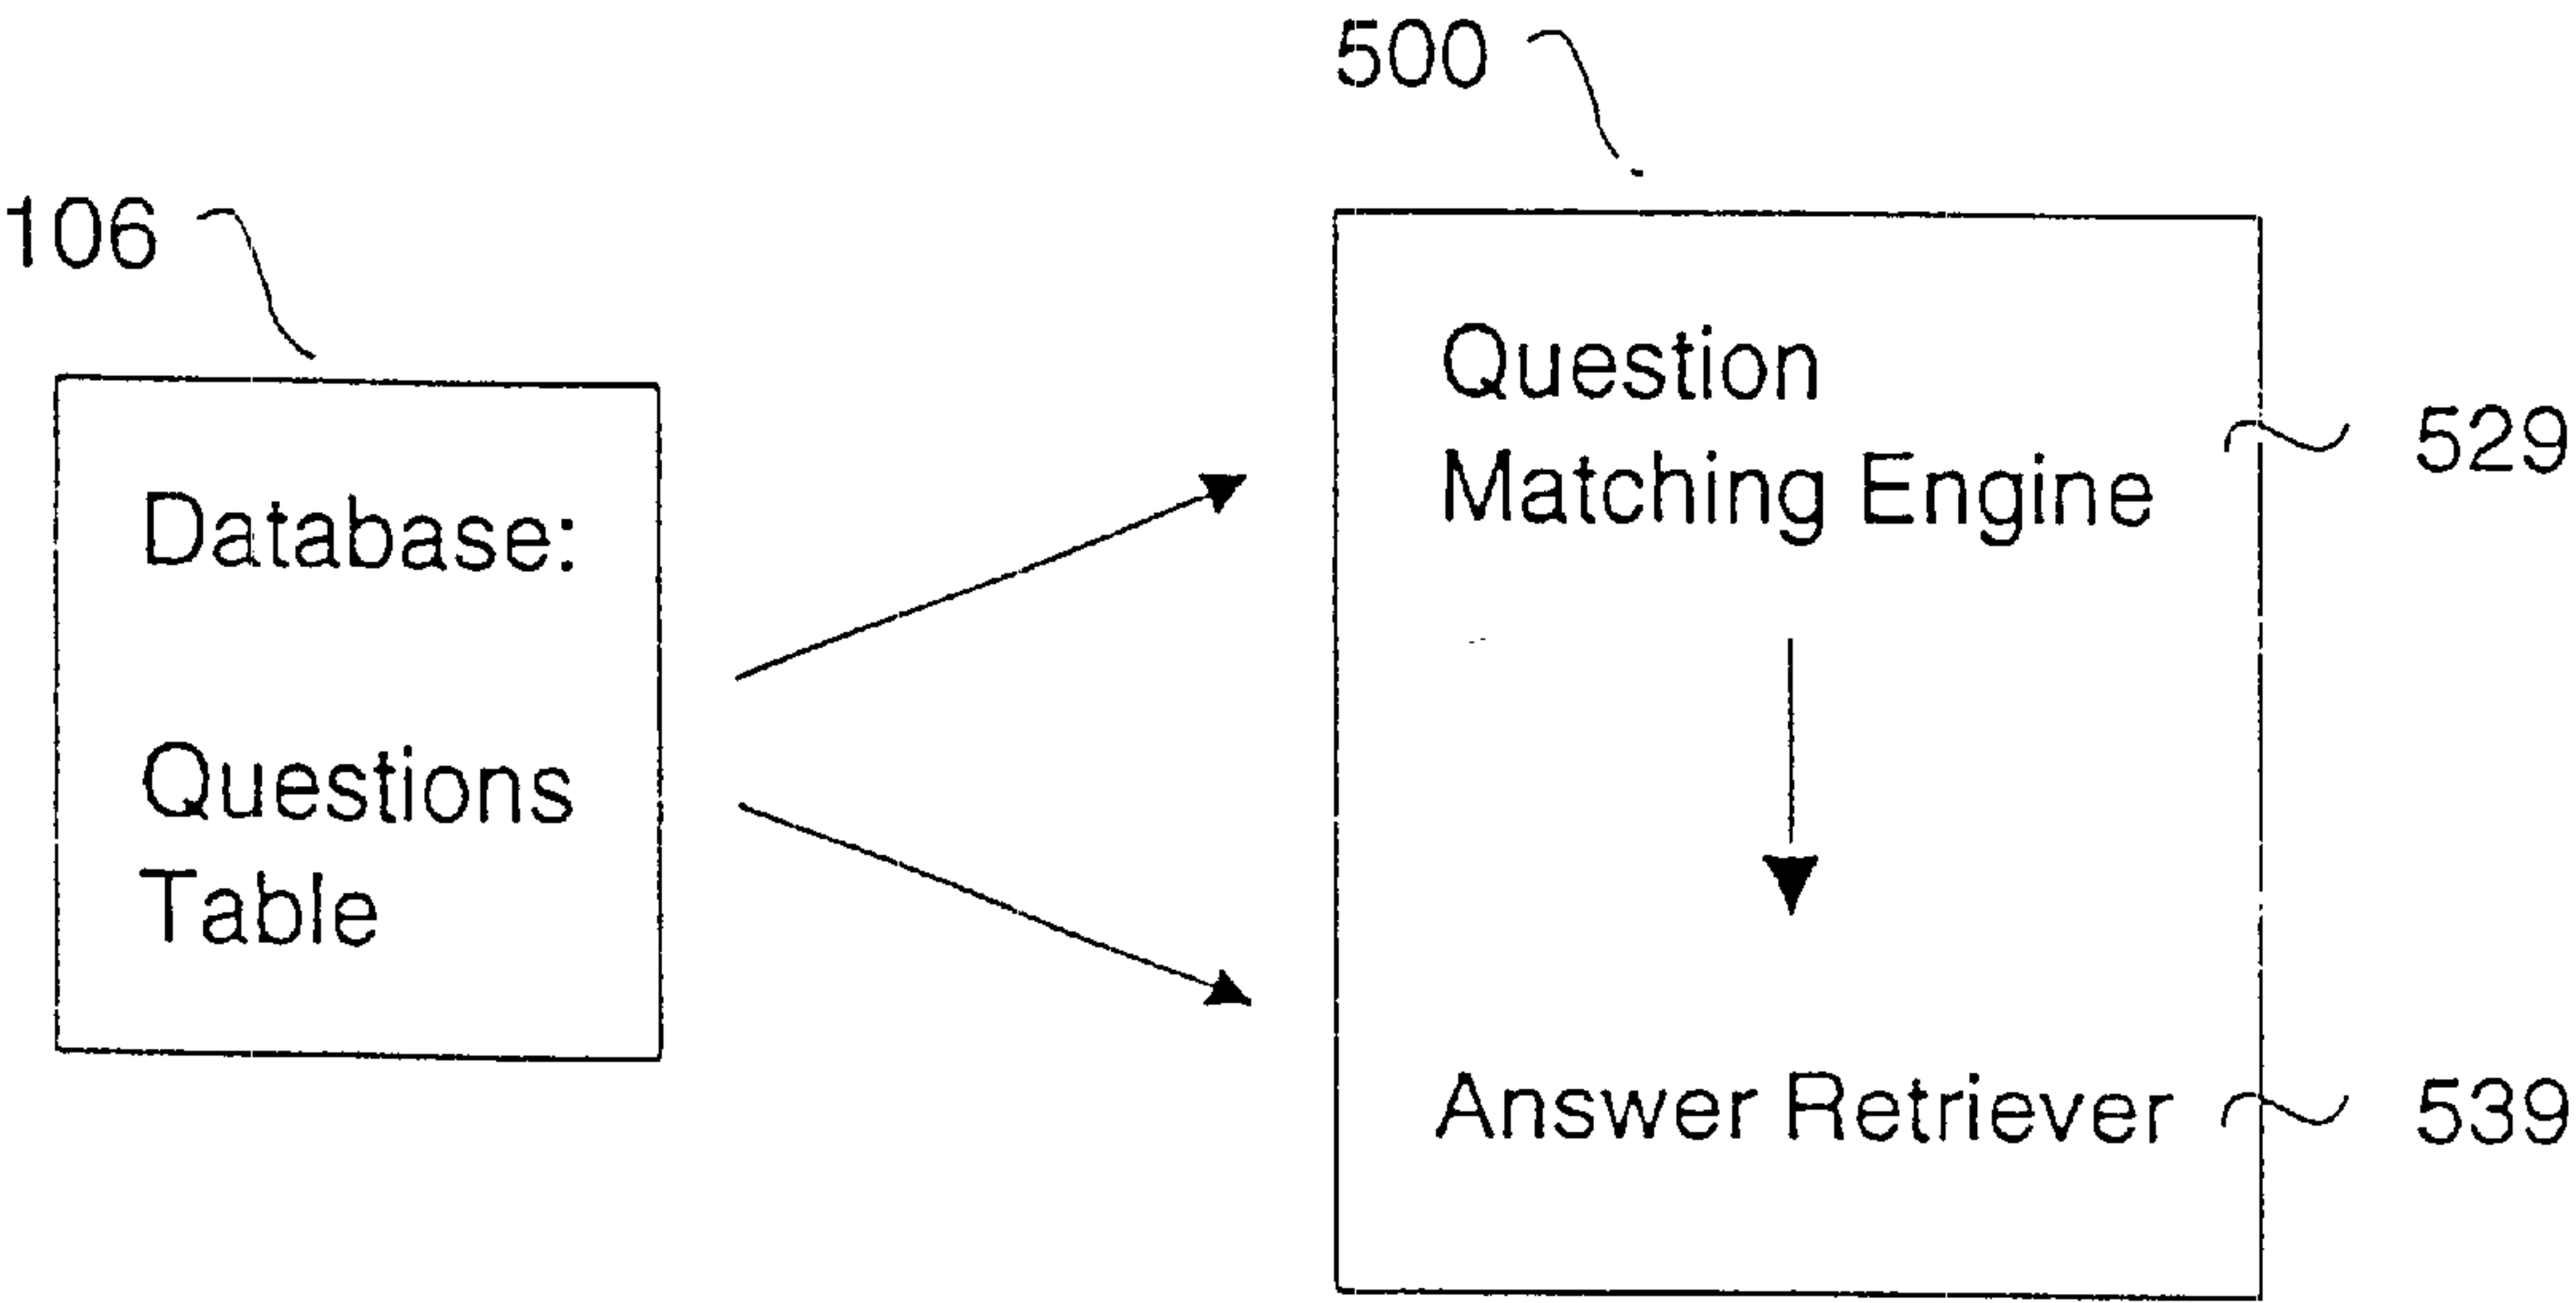 500
106
Question
Matching Engine
529
Database:
Questions
Table
Answer Retriever
539